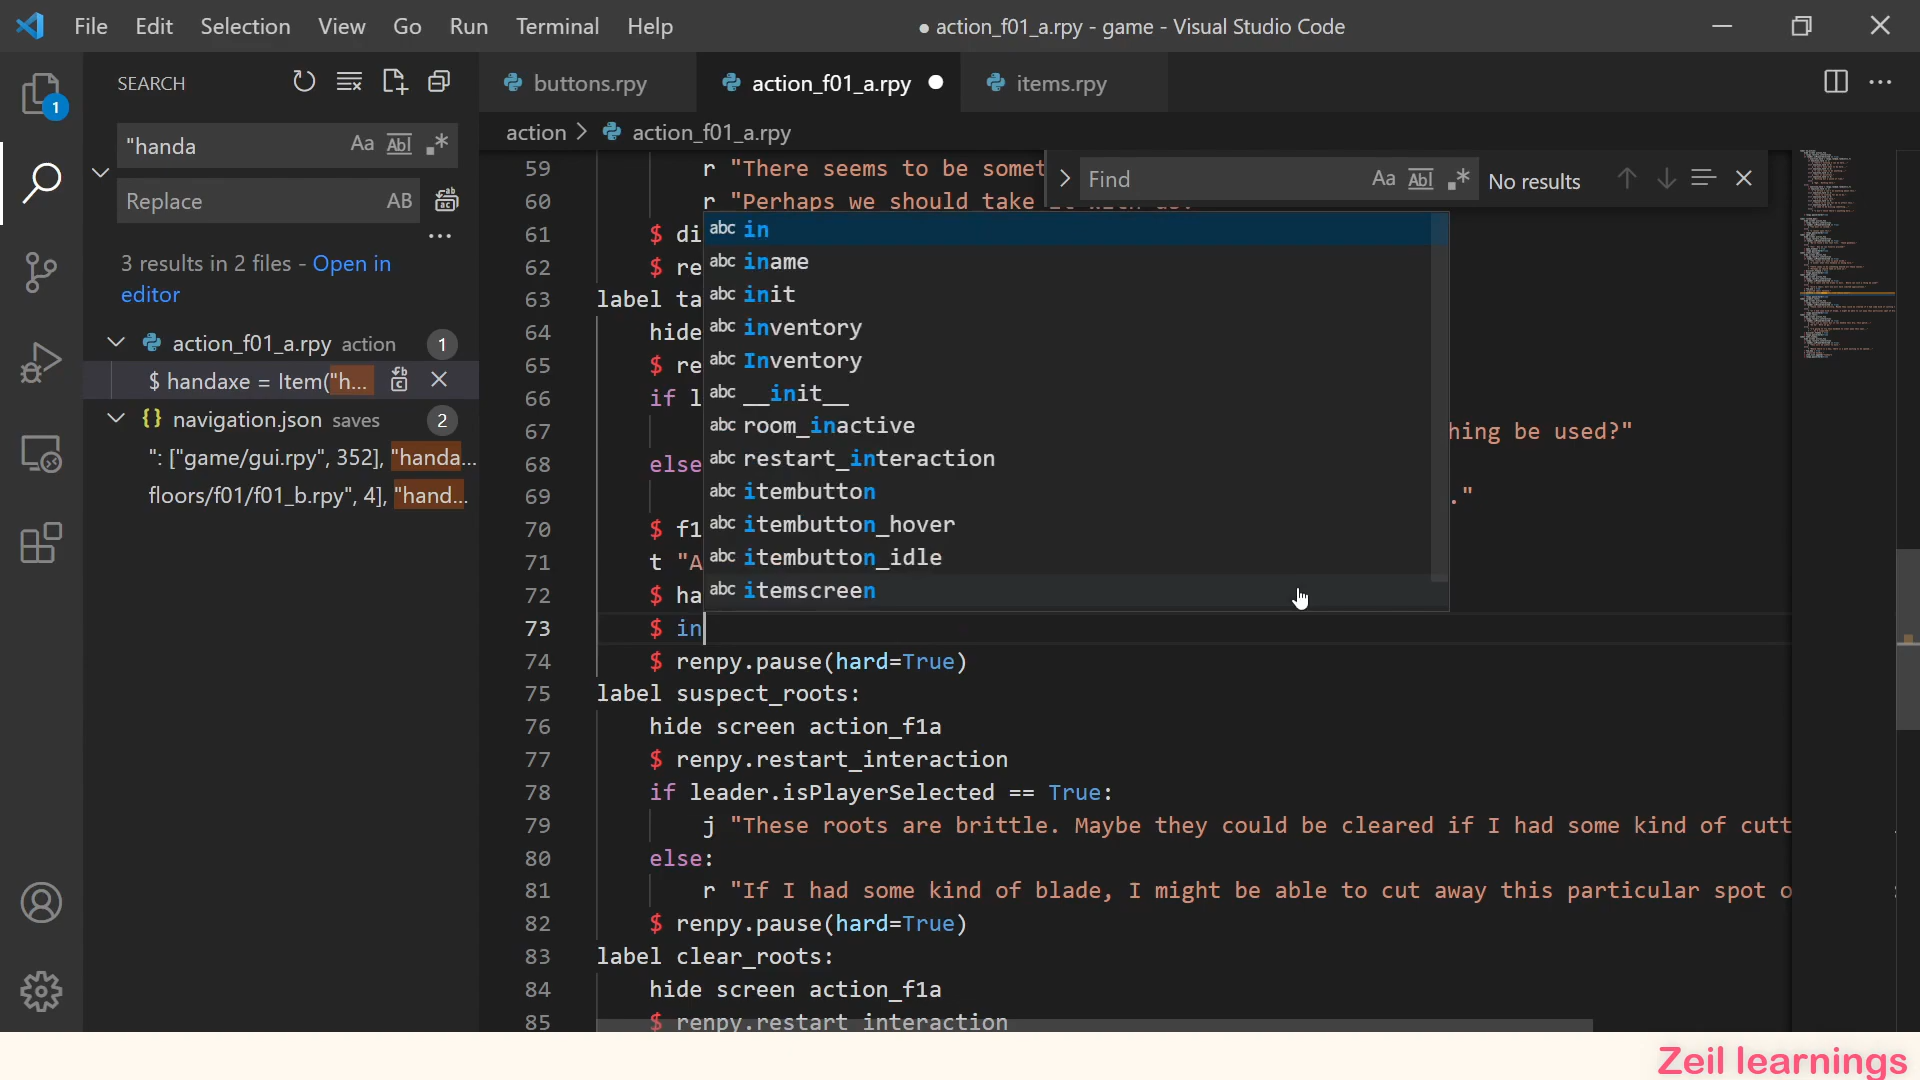 File Edit Selection View Go Run Terminal Help ● action_f01_a.rpy - game - Visual Studio Code
SEARCH
buttons.rpy action_f01_a.rpy items.rpy
1
"handa Aa Abl
Replace AB
3 results in 2 files - Open in
editor
action_f01_a.rpy action 1
$ handaxe = Item("h...
{} navigation.json saves 2
": ["game/gui.rpy", 352], "handa...
floors/f01/f01_b.rpy", 4], "hand...
action > action_f01_a.rpy
Find Aa Abl No results
59 r "There seems to be somet
60 r "Perhaps we should take
61 $ di
62 $ re
63 label ta
64 hide
65 $ re
66 if l
67 hing be used?"
68 else
69 ."
70 $ f1
71 t "A
72 $ ha
abc in
abc iname
abc init
abc inventory
abc Inventory
abc __init__
abc room_inactive
abc restart_interaction
abc itembutton
abc itembutton_hover
abc itembutton_idle
abc itemscreen
73 $ in
74 $ renpy.pause(hard=True)
75 label suspect_roots:
76 hide screen action_f1a
77 $ renpy.restart_interaction
78 if leader.isPlayerSelected == True:
79 j "These roots are brittle. Maybe they could be cleared if I had some kind of cutt
80 else:
81 r "If I had some kind of blade, I might be able to cut away this particular spot o
82 $ renpy.pause(hard=True)
83 label clear_roots:
84 hide screen action_f1a
85 $ renpy.restart_interaction
Zeil learnings